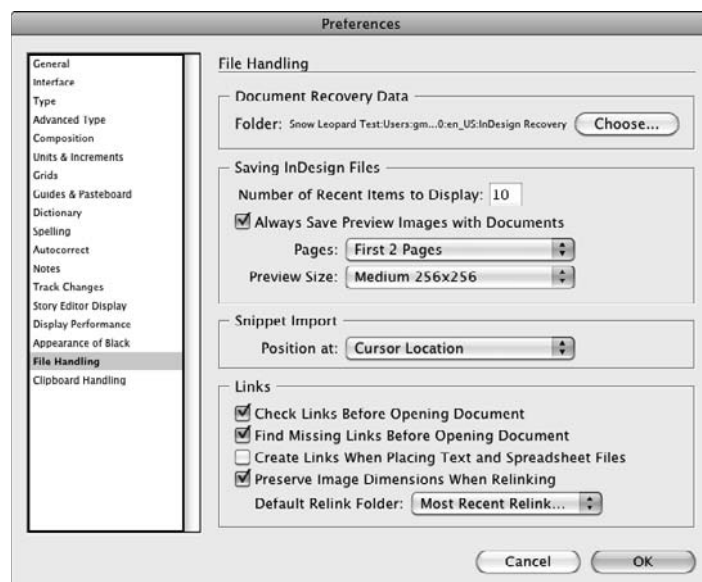 Preferences
General
Interface
Type
Advanced Type
Composition
Units & Increments
Grids
Guides & Pasteboard
Dictionary
Spelling
Autocorrect
Notes
Track Changes
Story Editor Display
Display Performance
Appearance of Black
File Handling
Clipboard Handling
File Handling
Document Recovery Data
Folder: Snow Leopard Test:Users:gm...0:en_US:InDesign Recovery Choose...
Saving InDesign Files
Number of Recent Items to Display: 10
Always Save Preview Images with Documents
Pages: First 2 Pages
Preview Size: Medium 256x256
Snippet Import
Position at: Cursor Location
Links
Check Links Before Opening Document
Find Missing Links Before Opening Document
Create Links When Placing Text and Spreadsheet Files
Preserve Image Dimensions When Relinking
Default Relink Folder: Most Recent Relink...
Cancel OK